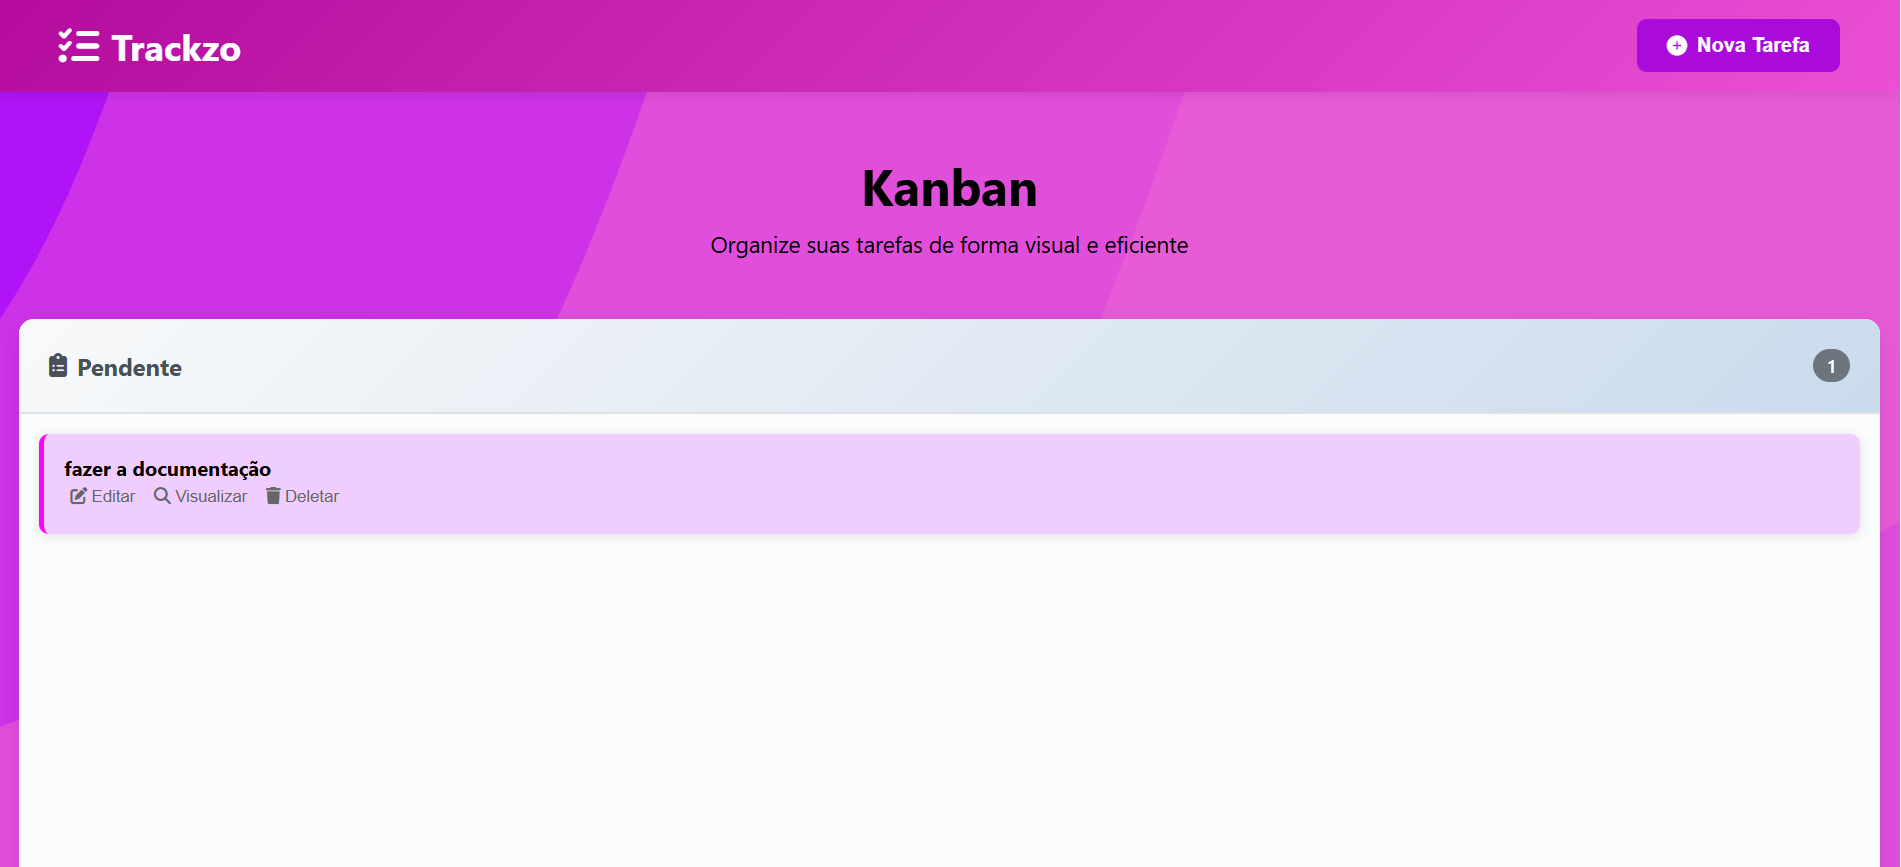 Trackzo
Nova Tarefa
Kanban
Organize suas tarefas de forma visual e eficiente
Pendente
1
fazer a documentação
Editar Visualizar Deletar